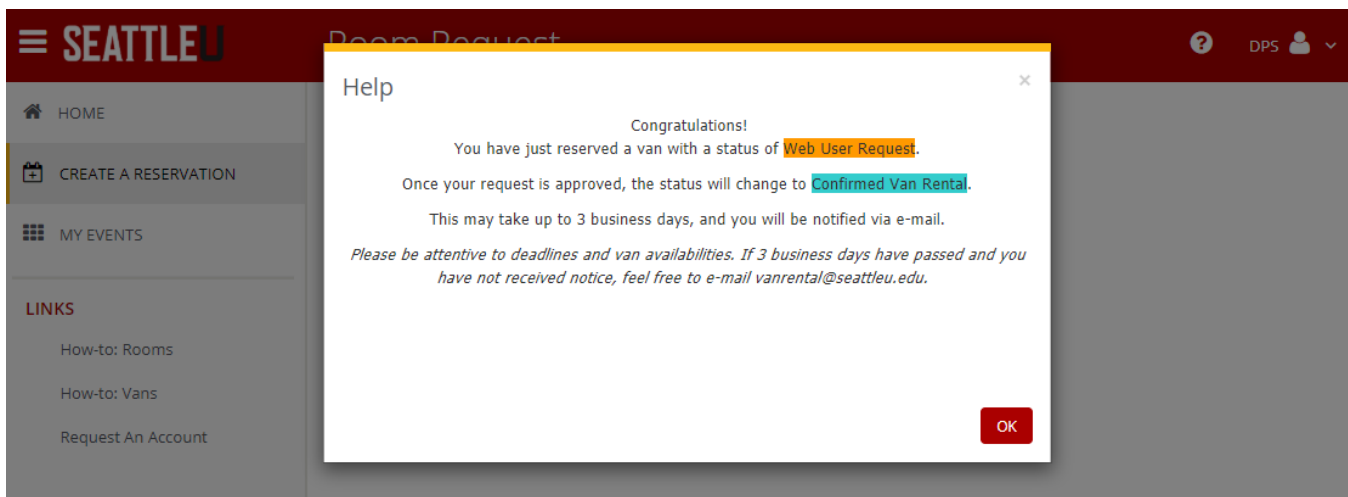 SEATTLEU
Room Request
DPS
HOME
CREATE A RESERVATION
MY EVENTS
LINKS
How-to: Rooms
How-to: Vans
Request An Account
Help
×
Congratulations!
You have just reserved a van with a status of Web User Request.
Once your request is approved, the status will change to Confirmed Van Rental.
This may take up to 3 business days, and you will be notified via e-mail.
Please be attentive to deadlines and van availabilities. If 3 business days have passed and you
have not received notice, feel free to e-mail vanrental@seattleu.edu.
OK